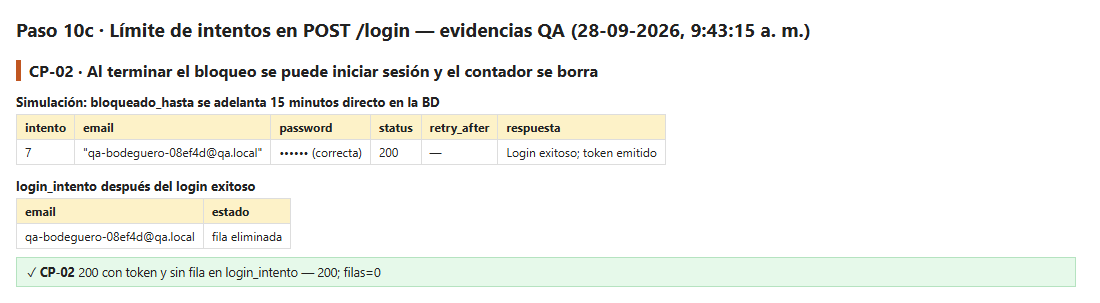 Paso 10c · Límite de intentos en POST /login — evidencias QA (28-09-2026, 9:43:15 a. m.)
CP-02 · Al terminar el bloqueo se puede iniciar sesión y el contador se borra
Simulación: bloqueado_hasta se adelanta 15 minutos directo en la BD
intento email password status retry_after respuesta
7 "qa-bodeguero-08ef4d@qa.local" •••••• (correcta) 200 — Login exitoso; token emitido
login_intento después del login exitoso
email estado
qa-bodeguero-08ef4d@qa.local fila eliminada
✓ CP-02 200 con token y sin fila en login_intento — 200; filas=0